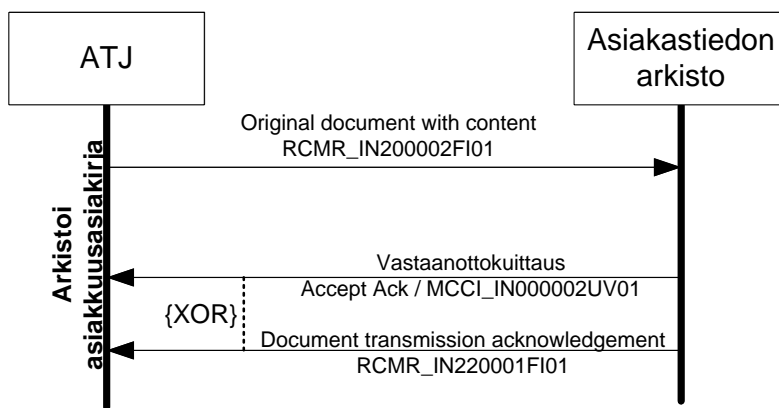 ATJ
Asiakastiedon
arkisto
Original document with content
RCMR_IN200002FI01
Arkistoi
asiakkuusasiakirja
Vastaanottokuittaus
Accept Ack / MCCI_IN000002UV01
{XOR}
Document transmission acknowledgement
RCMR_IN220001FI01